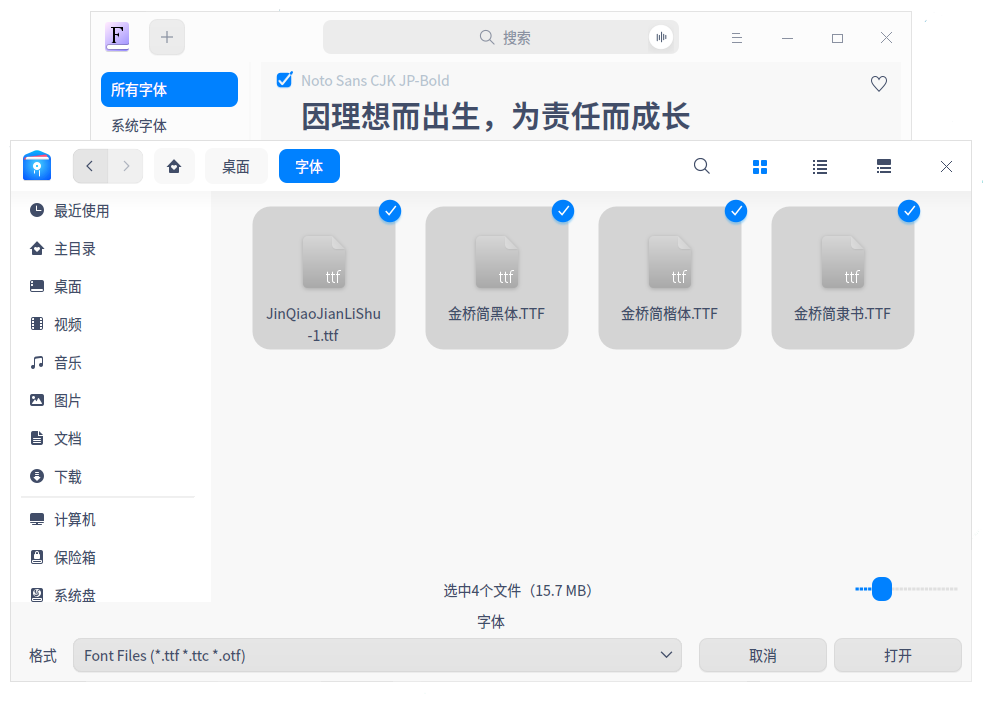 F
搜索
所有字体
Noto Sans CJK JP-Bold
因理想而出生，为责任而成长
系统字体
桌面
字体
最近使用
主目录
桌面
视频
音乐
图片
文档
下载
计算机
保险箱
系统盘
ttf
JinQiaoJianLiShu
-1.ttf
ttf
金桥简黑体.TTF
ttf
金桥简楷体.TTF
ttf
金桥简隶书.TTF
选中4个文件（15.7 MB）
字体
格式
Font Files (*.ttf *.ttc *.otf)
取消
打开